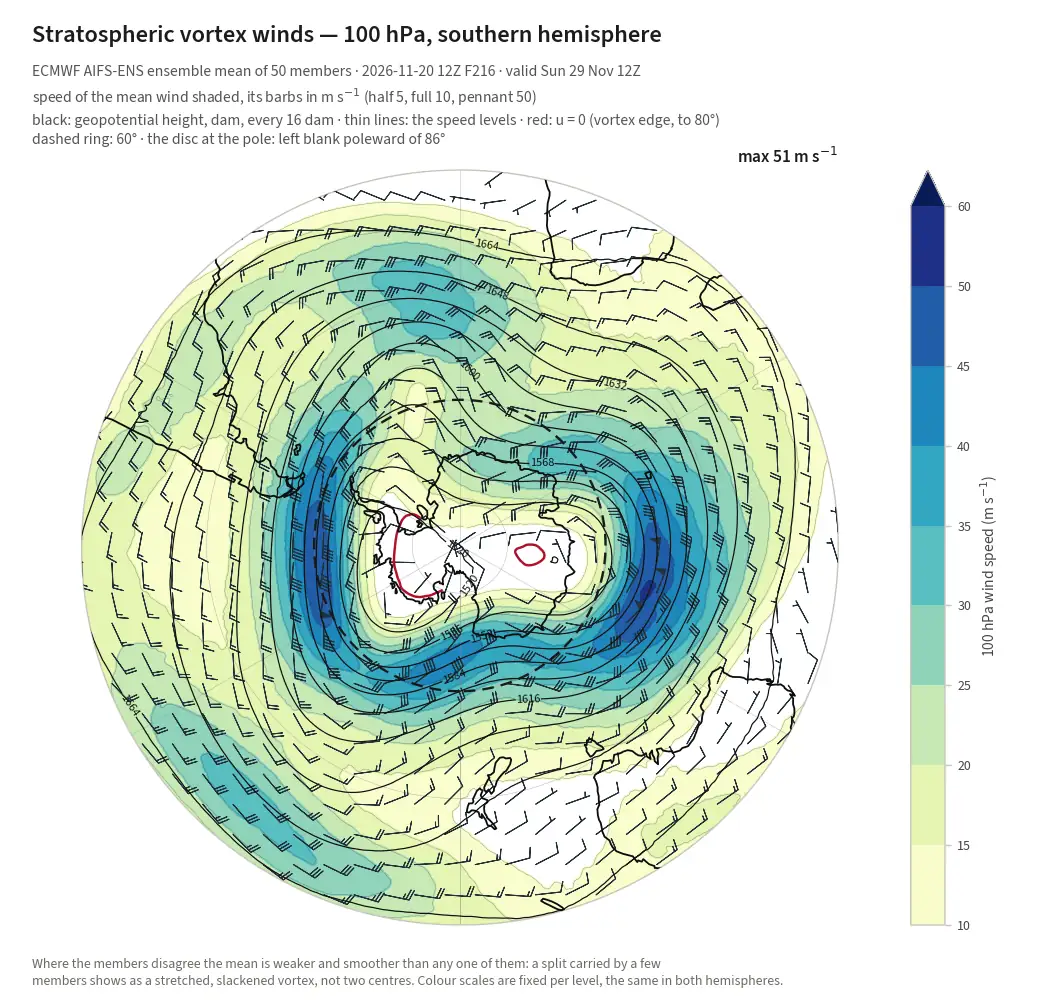 Stratospheric vortex winds — 100 hPa, southern hemisphere
ECMWF AIFS-ENS ensemble mean of 50 members · 2026-11-20 12Z F216 · valid Sun 29 Nov 12Z
speed of the mean wind shaded, its barbs in m s⁻¹ (half 5, full 10, pennant 50)
black: geopotential height, dam, every 16 dam · thin lines: the speed levels · red: u = 0 (vortex edge, to 80°)
dashed ring: 60° · the disc at the pole: left blank poleward of 86°
max 51 m s⁻¹
60
50
45
40
35
30
25
20
15
10
100 hPa wind speed (m s⁻¹)
1664
1648
1600
1632
1568
1520
1584
1616
1664
Where the members disagree the mean is weaker and smoother than any one of them: a split carried by a few
members shows as a stretched, slackened vortex, not two centres. Colour scales are fixed per level, the same in both hemispheres.